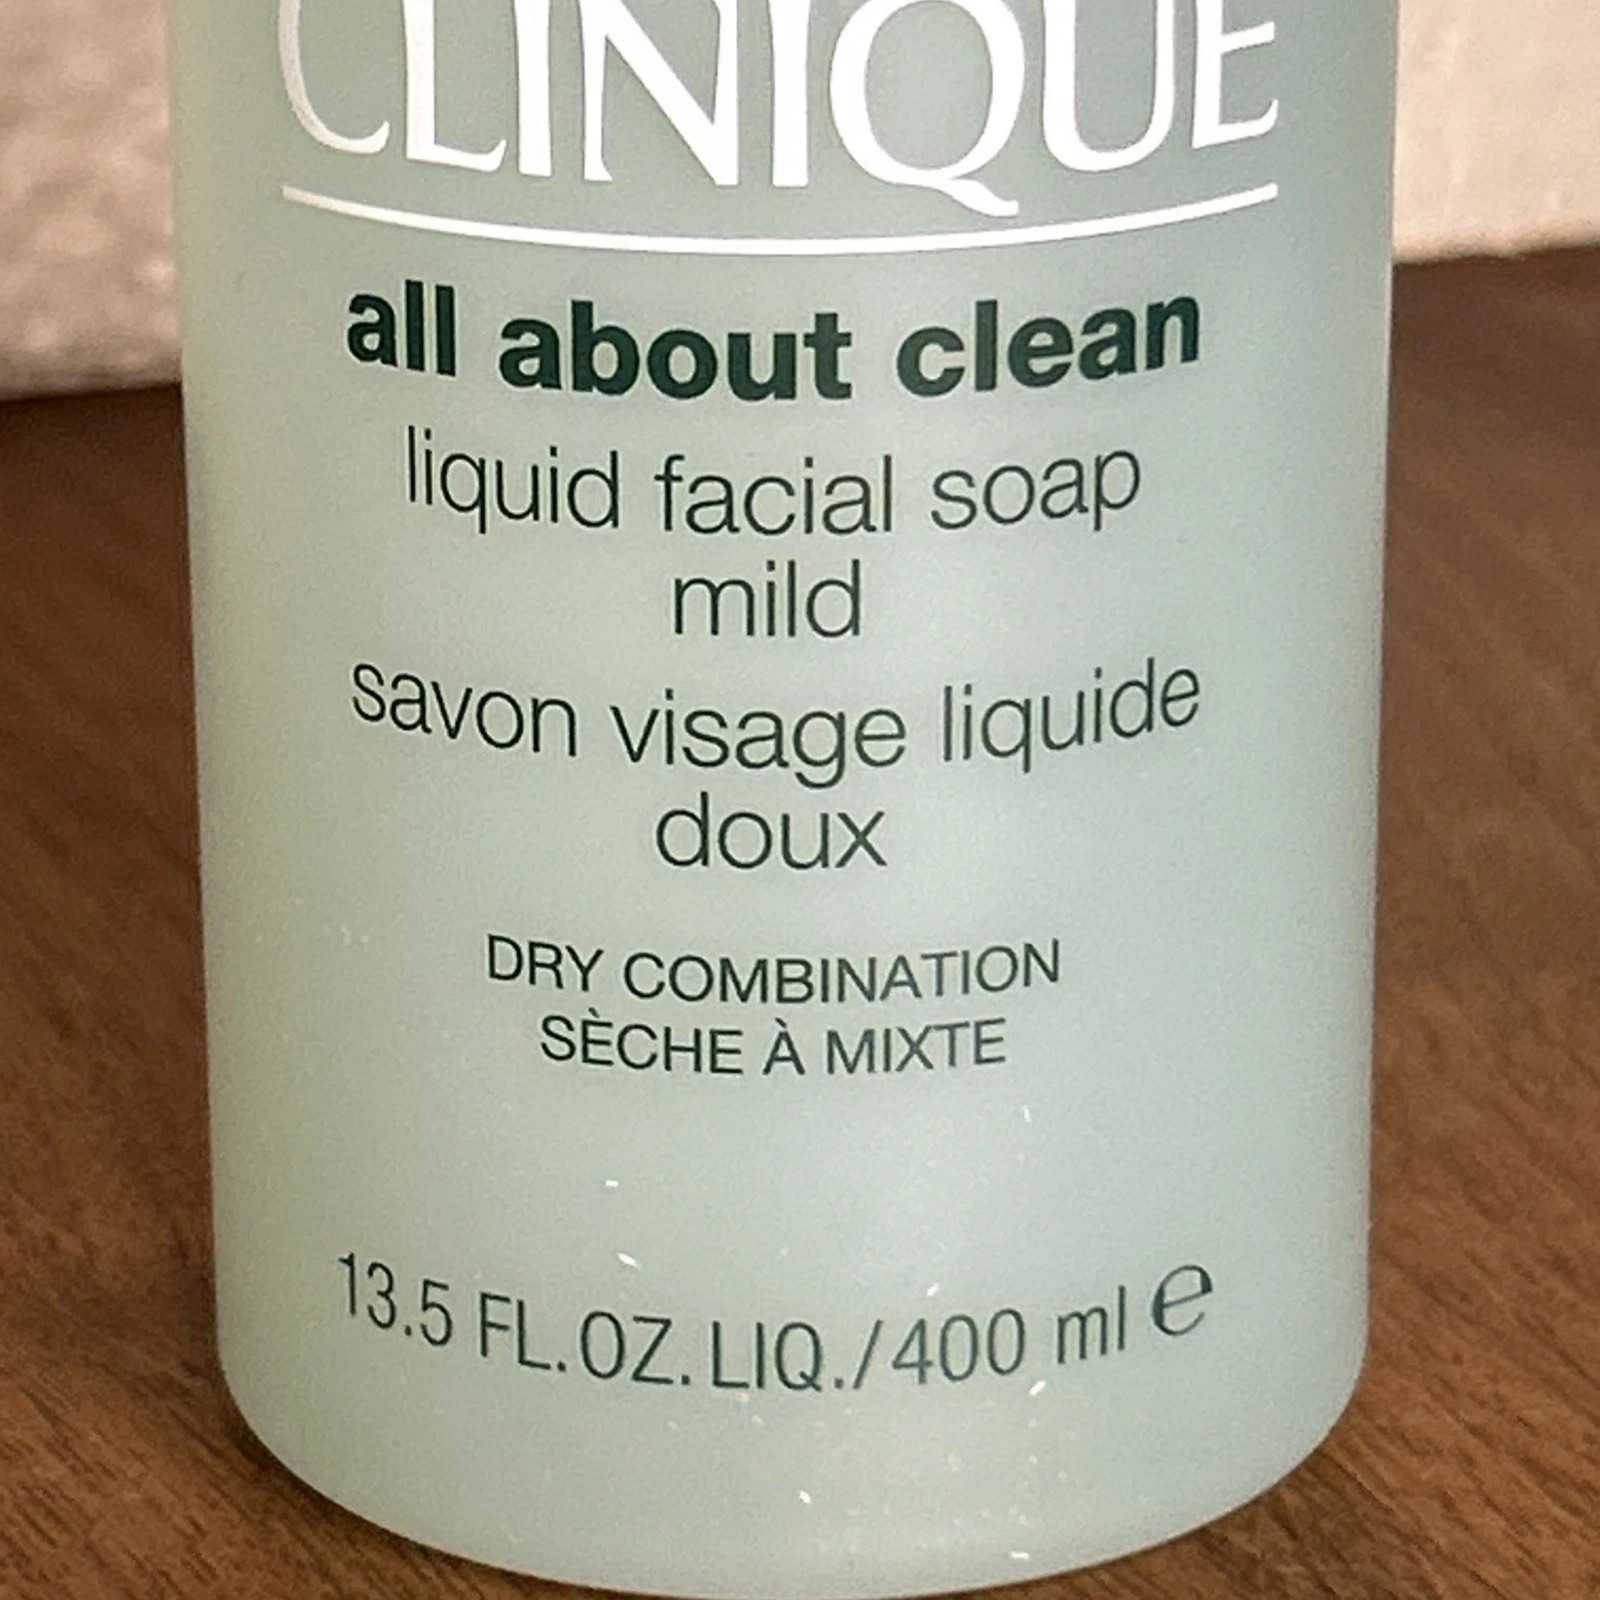 CLINIQUE
all about clean
liquid facial soap
mild
savon visage liquide
doux
DRY COMBINATION
SÈCHE À MIXTE
13.5 FL.OZ.LIQ./400 ml ℮